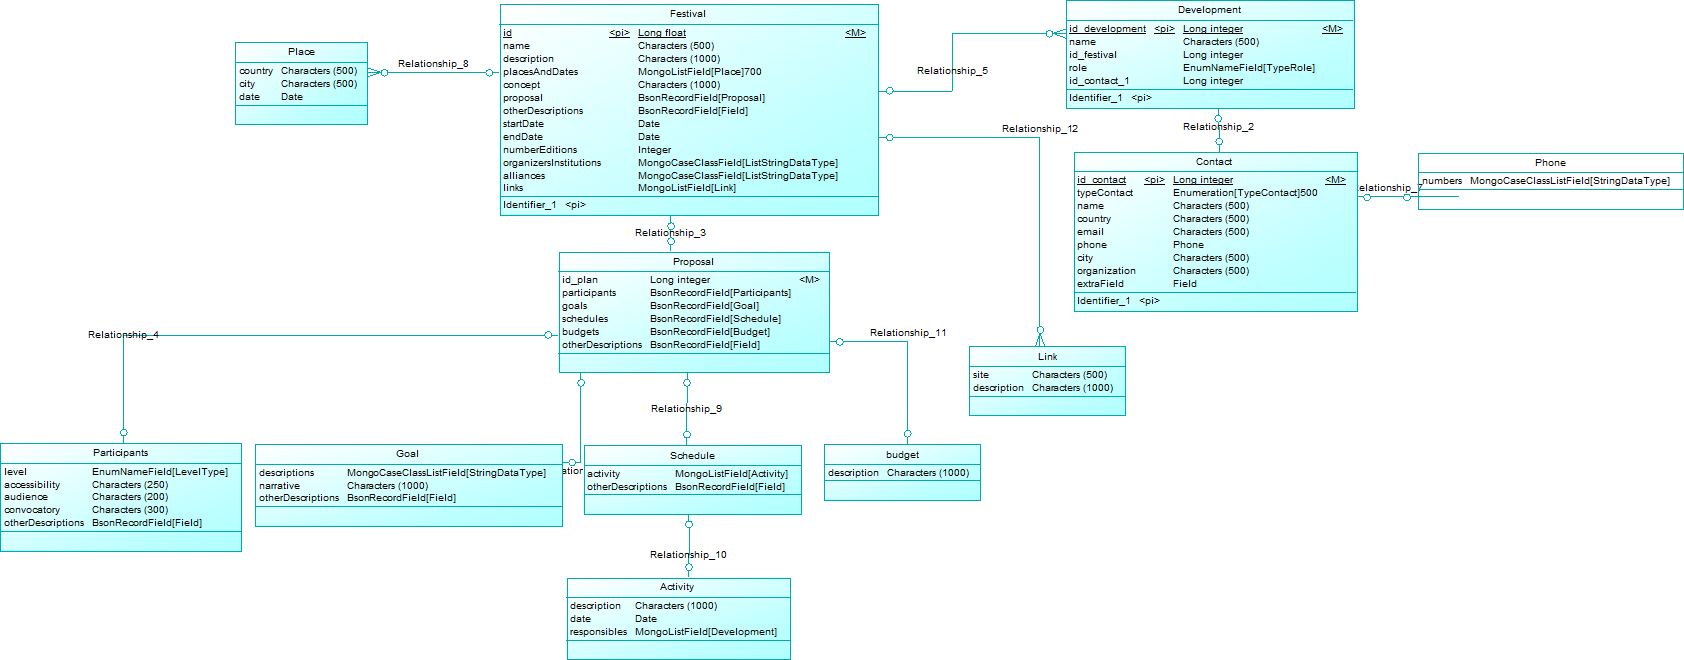 Festival
id <pi> Long float <M>
name Characters (500)
description Characters (1000)
placesAndDates MongoListField[Place]700
concept Characters (1000)
proposal BsonRecordField[Proposal]
otherDescriptions BsonRecordField[Field]
startDate Date
endDate Date
numberEditions Integer
organizersInstitutions MongoCaseClassField[ListStringDataType]
alliances MongoCaseClassField[ListStringDataType]
links MongoListField[Link]
Identifier_1 <pi>
Development
id_development <pi> Long integer <M>
name Characters (500)
id_festival Long integer
role EnumNameField[TypeRole]
id_contact_1 Long integer
Identifier_1 <pi>
Place
country Characters (500)
city Characters (500)
date Date
Relationship_8
Relationship_5
Relationship_12
Relationship_2
Contact
id_contact <pi> Long integer <M>
typeContact Enumeration[TypeContact]500
name Characters (500)
country Characters (500)
email Characters (500)
phone Phone
city Characters (500)
organization Characters (500)
extraField Field
Identifier_1 <pi>
Phone
numbers MongoCaseClassListField[StringDataType]
elationship_7
Relationship_3
Proposal
id_plan Long integer <M>
participants BsonRecordField[Participants]
goals BsonRecordField[Goal]
schedules BsonRecordField[Schedule]
budgets BsonRecordField[Budget]
otherDescriptions BsonRecordField[Field]
Relationship_4
Relationship_11
Link
site Characters (500)
description Characters (1000)
Relationship_9
Participants
level EnumNameField[LevelType]
accessibility Characters (250)
audience Characters (200)
convocatory Characters (300)
otherDescriptions BsonRecordField[Field]
Goal
descriptions MongoCaseClassListField[StringDataType]
narrative Characters (1000)
otherDescriptions BsonRecordField[Field]
ation
Schedule
activity MongoListField[Activity]
otherDescriptions BsonRecordField[Field]
budget
description Characters (1000)
Relationship_10
Activity
description Characters (1000)
date Date
responsibles MongoListField[Development]